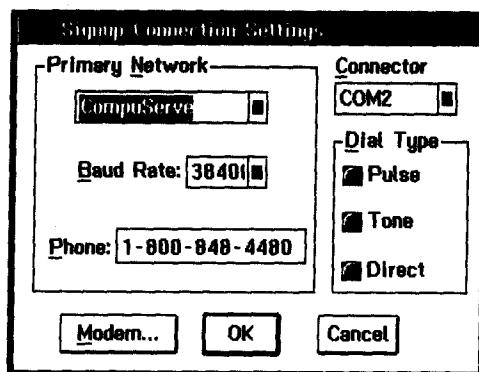 Signup Connection Settings
Primary Network
CompuServe
Baud Rate: 38400
Phone: 1-800-848-4480
Connector
COM2
Dial Type
Pulse
Tone
Direct
Modem...
OK
Cancel